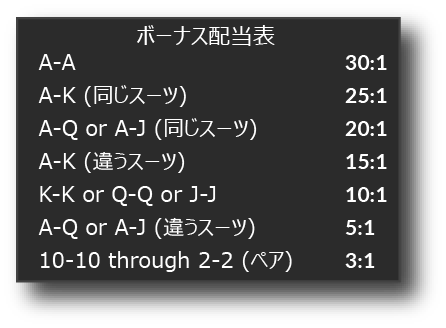 ボーナス配当表
A-A 30:1
A-K (同じスーツ) 25:1
A-Q or A-J (同じスーツ) 20:1
A-K (違うスーツ) 15:1
K-K or Q-Q or J-J 10:1
A-Q or A-J (違うスーツ) 5:1
10-10 through 2-2 (ペア) 3:1